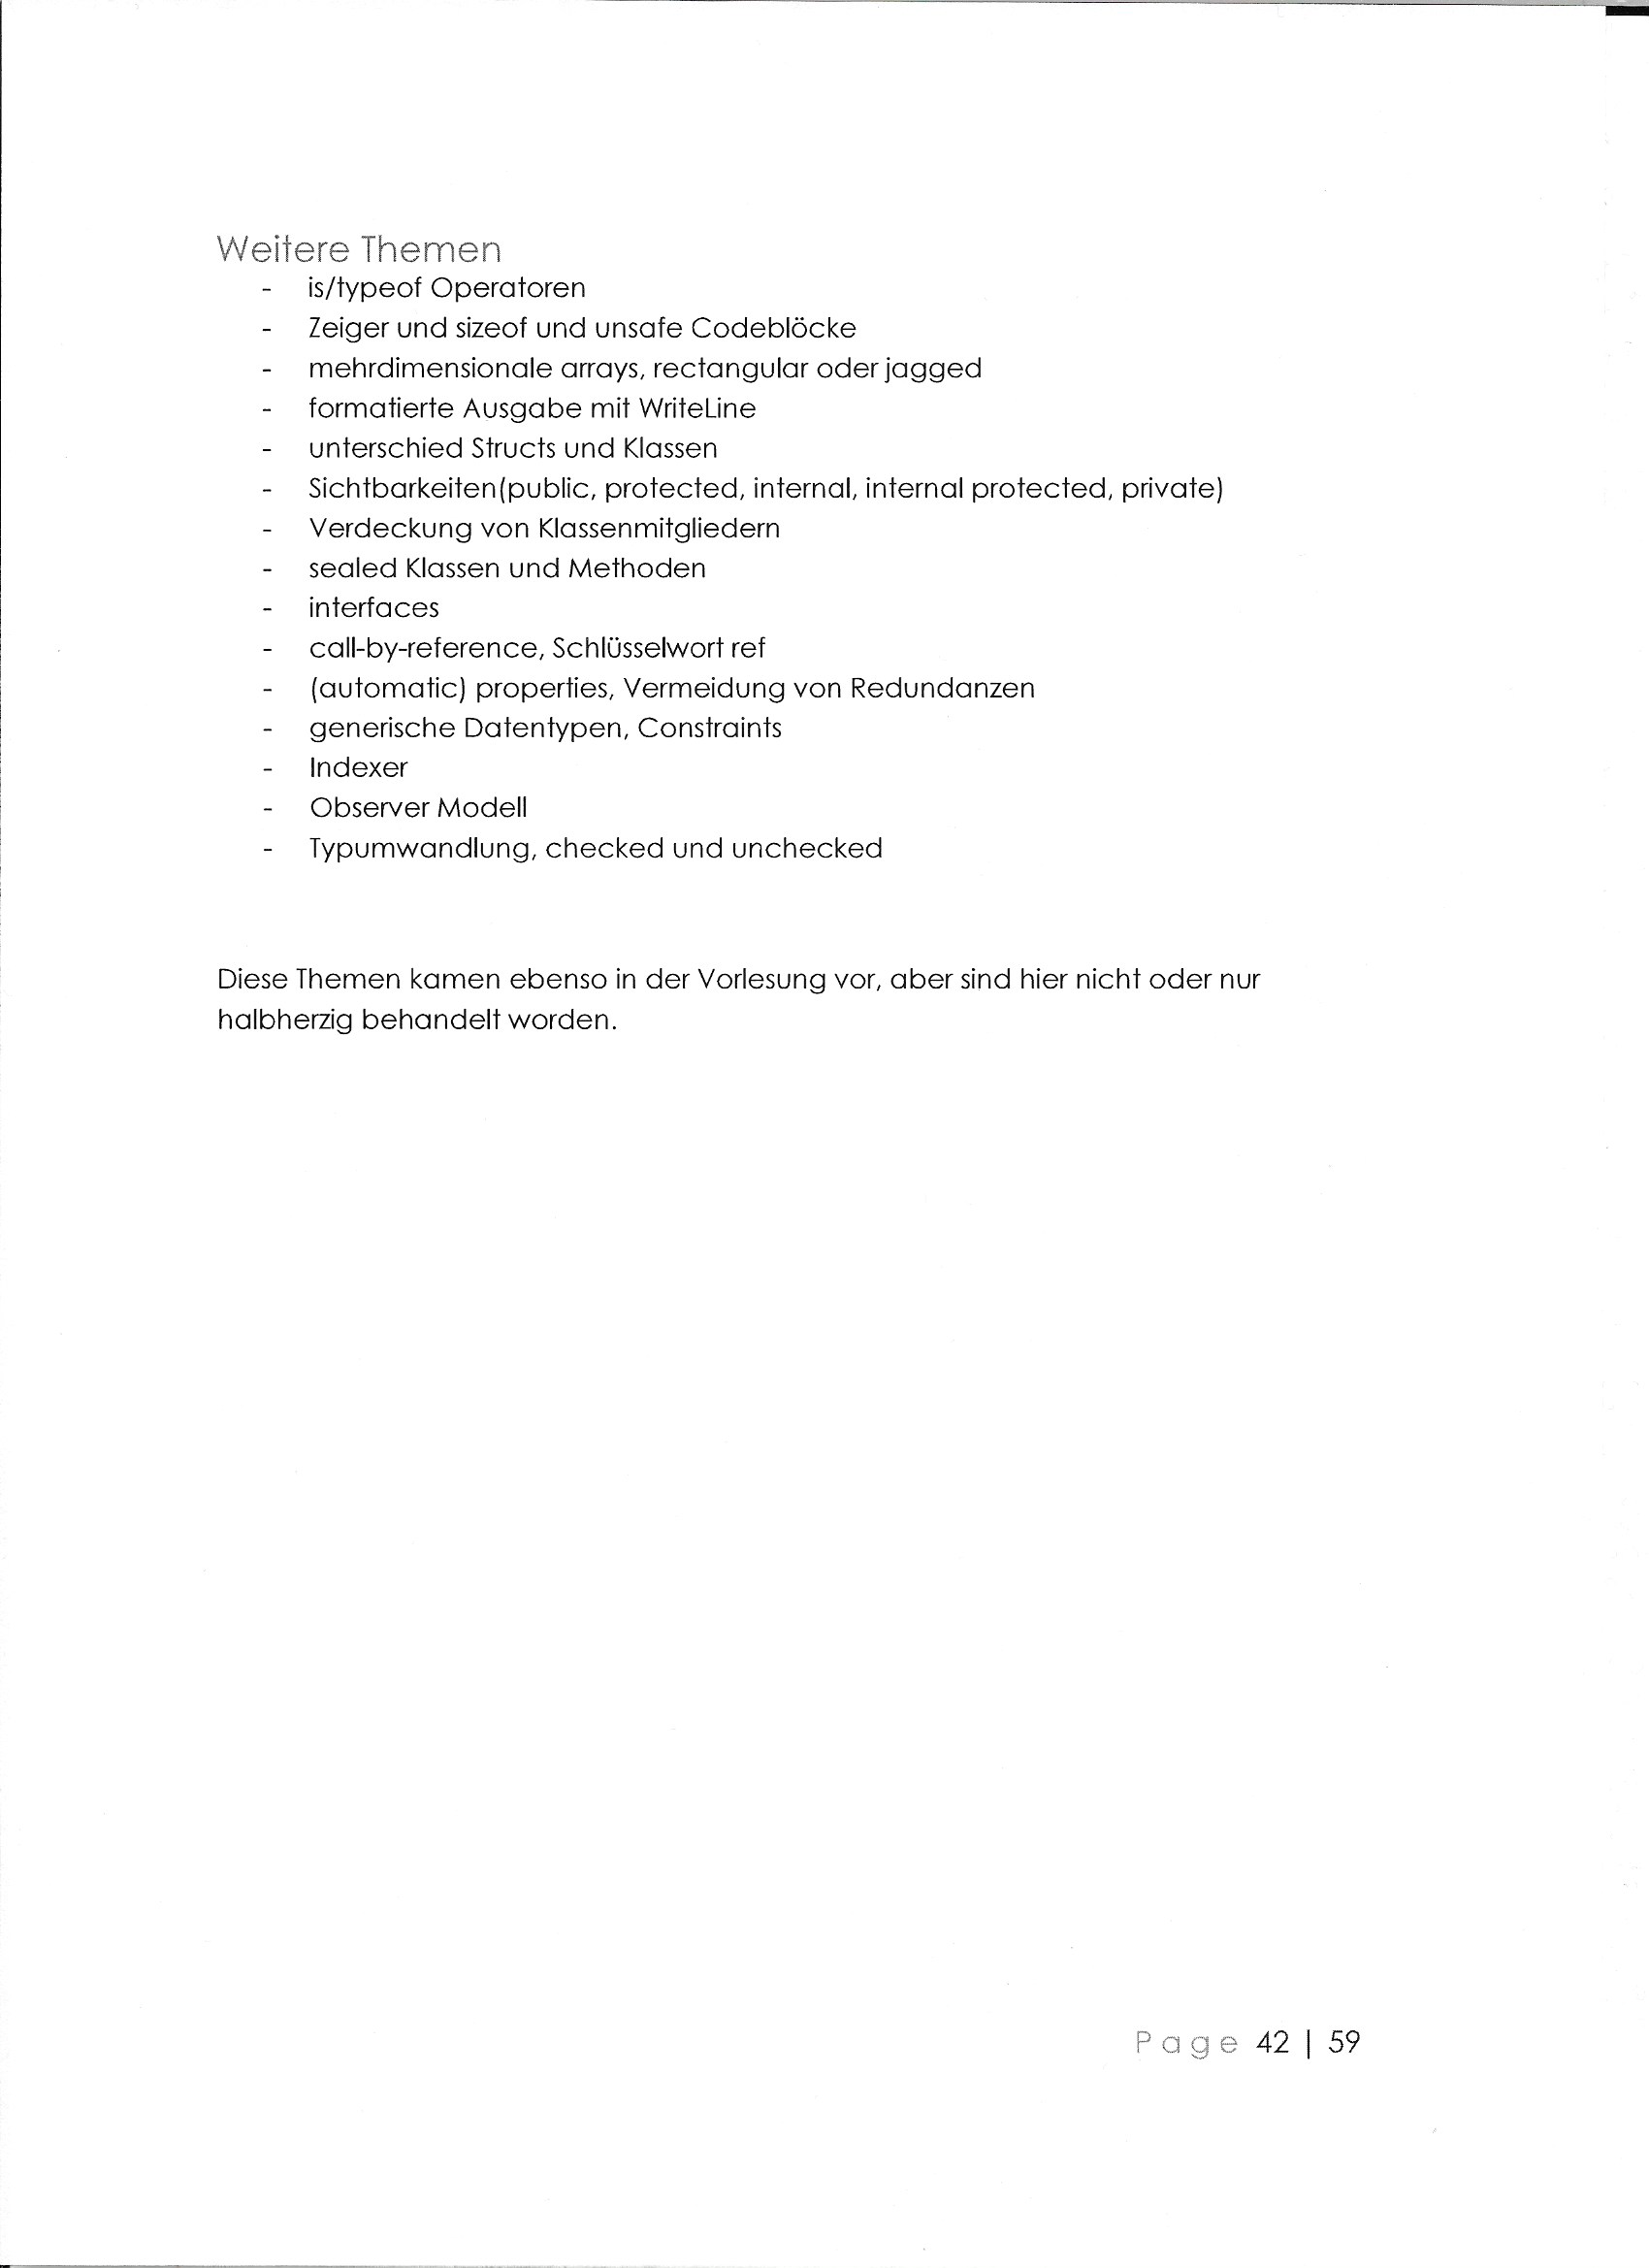 Weitere Themen
- is/typeof Operatoren
- Zeiger und sizeof und unsafe Codeblöcke
- mehrdimensionale arrays, rectangular oder jagged
- formatierte Ausgabe mit WriteLine
- unterschied Structs und Klassen
- Sichtbarkeiten(public, protected, internal, internal protected, private)
- Verdeckung von Klassenmitgliedern
- sealed Klassen und Methoden
- interfaces
- call-by-reference, Schlüsselwort ref
- (automatic) properties, Vermeidung von Redundanzen
- generische Datentypen, Constraints
- Indexer
- Observer Modell
- Typumwandlung, checked und unchecked
Diese Themen kamen ebenso in der Vorlesung vor, aber sind hier nicht oder nur
halbherzig behandelt worden.
Page 42 | 59